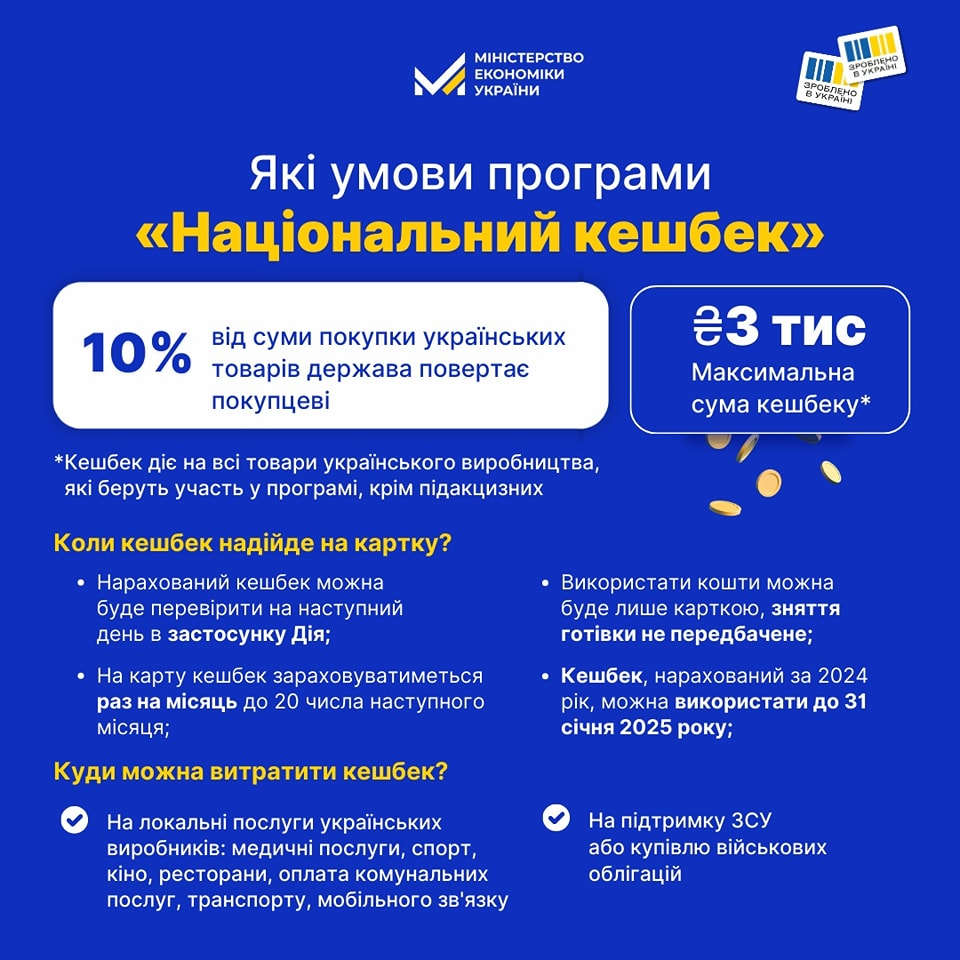 МІНІСТЕРСТВО
ЕКОНОМІКИ
УКРАЇНИ
ЗРОБЛЕНО
В УКРАЇНІ
ЗРОБЛЕНО
В УКРАЇНІ
Які умови програми
«Національний кешбек»
10%
від суми покупки українських
товарів держава повертає
покупцеві
₴3 тис
Максимальна
сума кешбеку*
*Кешбек діє на всі товари українського виробництва,
які беруть участь у програмі, крім підакцизних
Коли кешбек надійде на картку?
• Нарахований кешбек можна
буде перевірити на наступний
день в застосунку Дія;
• На карту кешбек зараховуватиметься
раз на місяць до 20 числа наступного
місяця;
• Використати кошти можна
буде лише карткою, зняття
готівки не передбачене;
• Кешбек, нарахований за 2024
рік, можна використати до 31
січня 2025 року;
Куди можна витратити кешбек?
На локальні послуги українських
виробників: медичні послуги, спорт,
кіно, ресторани, оплата комунальних
послуг, транспорту, мобільного зв'язку
На підтримку ЗСУ
або купівлю військових
облігацій